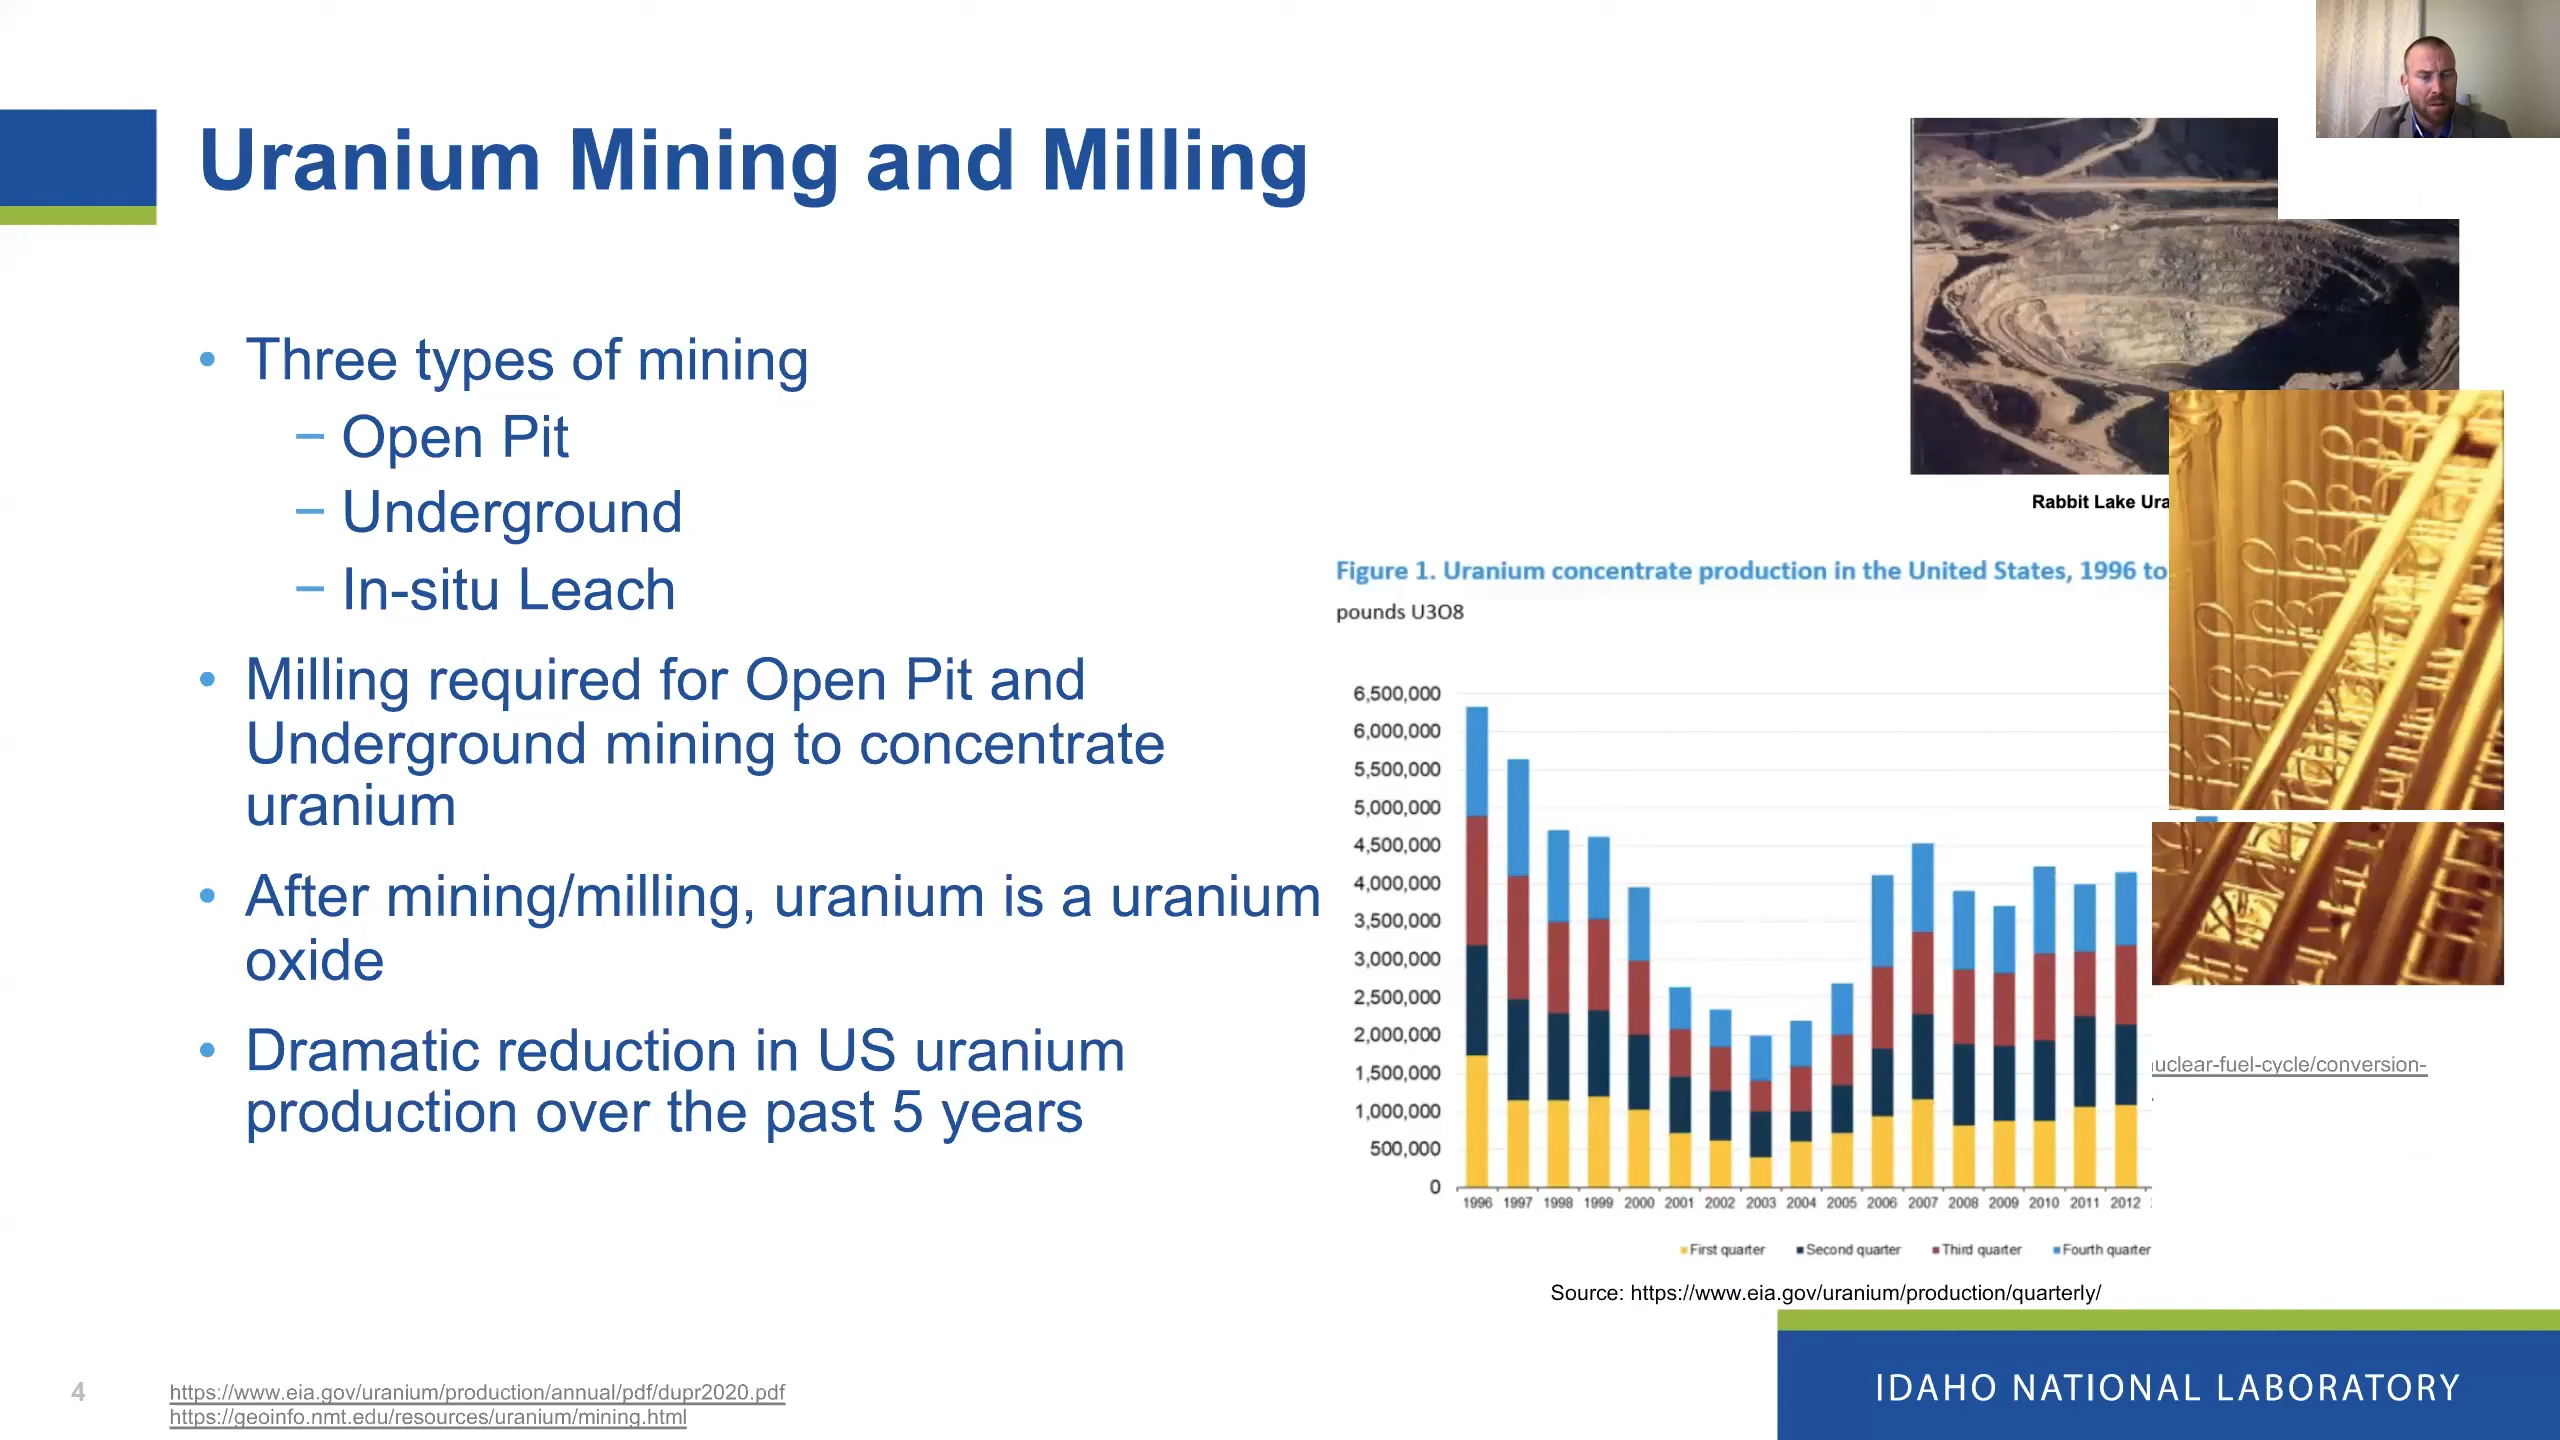 Uranium Mining and Milling
• Three types of mining
– Open Pit
– Underground
– In-situ Leach
• Milling required for Open Pit and
Underground mining to concentrate
uranium
• After mining/milling, uranium is a uranium
oxide
• Dramatic reduction in US uranium
production over the past 5 years
Rabbit Lake Ura
Figure 1. Uranium concentrate production in the United States, 1996 to
pounds U3O8
6,500,000
6,000,000
5,500,000
5,000,000
4,500,000
4,000,000
3,500,000
3,000,000
2,500,000
2,000,000
1,500,000
1,000,000
500,000
0
1996 1997 1998 1999 2000 2001 2002 2003 2004 2005 2006 2007 2008 2009 2010 2011 2012
First quarter Second quarter Third quarter Fourth quarter
uclear-fuel-cycle/conversion-
Source: https://www.eia.gov/uranium/production/quarterly/
4
https://www.eia.gov/uranium/production/annual/pdf/dupr2020.pdf
https://geoinfo.nmt.edu/resources/uranium/mining.html
IDAHO NATIONAL LABORATORY